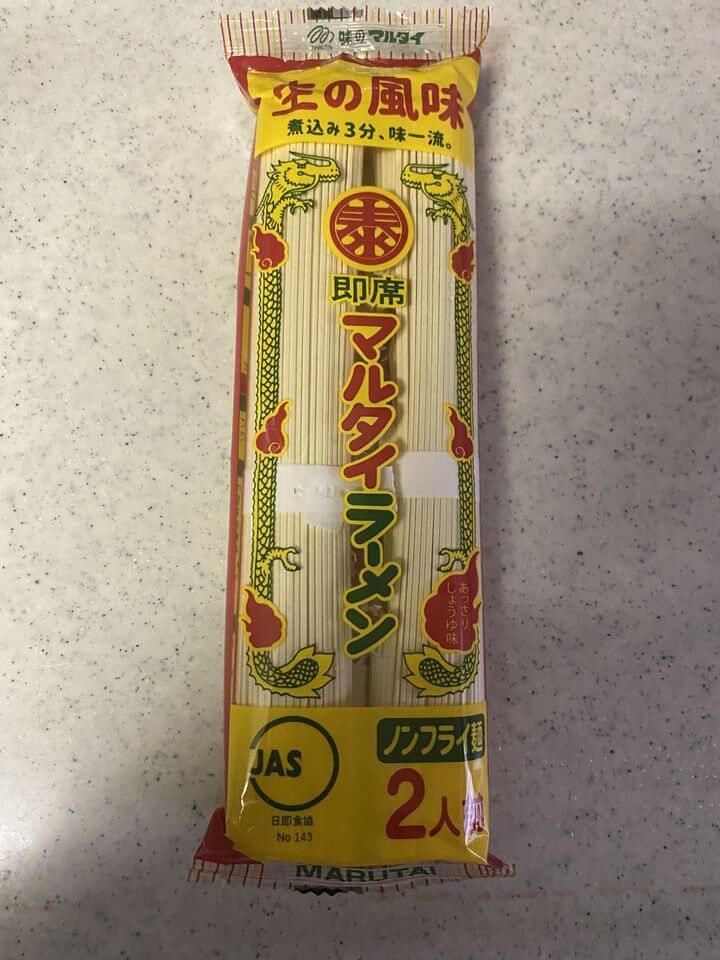 味のマルタイ
MARUTAI
生の風味
煮込み3分、味一流。
泰
即席
マルタイラーメン
あっさり
しょうゆ味
JAS
日即食協
No 143
ノンフライ麺
2人前
MARUTAI